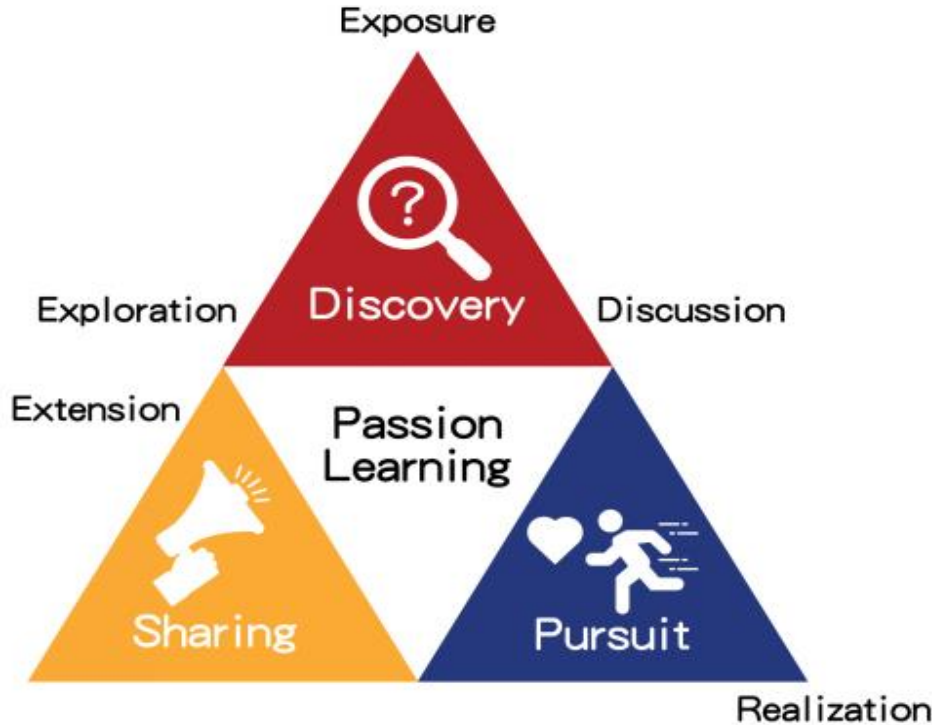 Exposure
?
Discovery
Exploration
Discussion
Extension
Passion
Learning
Sharing
Pursuit
Realization